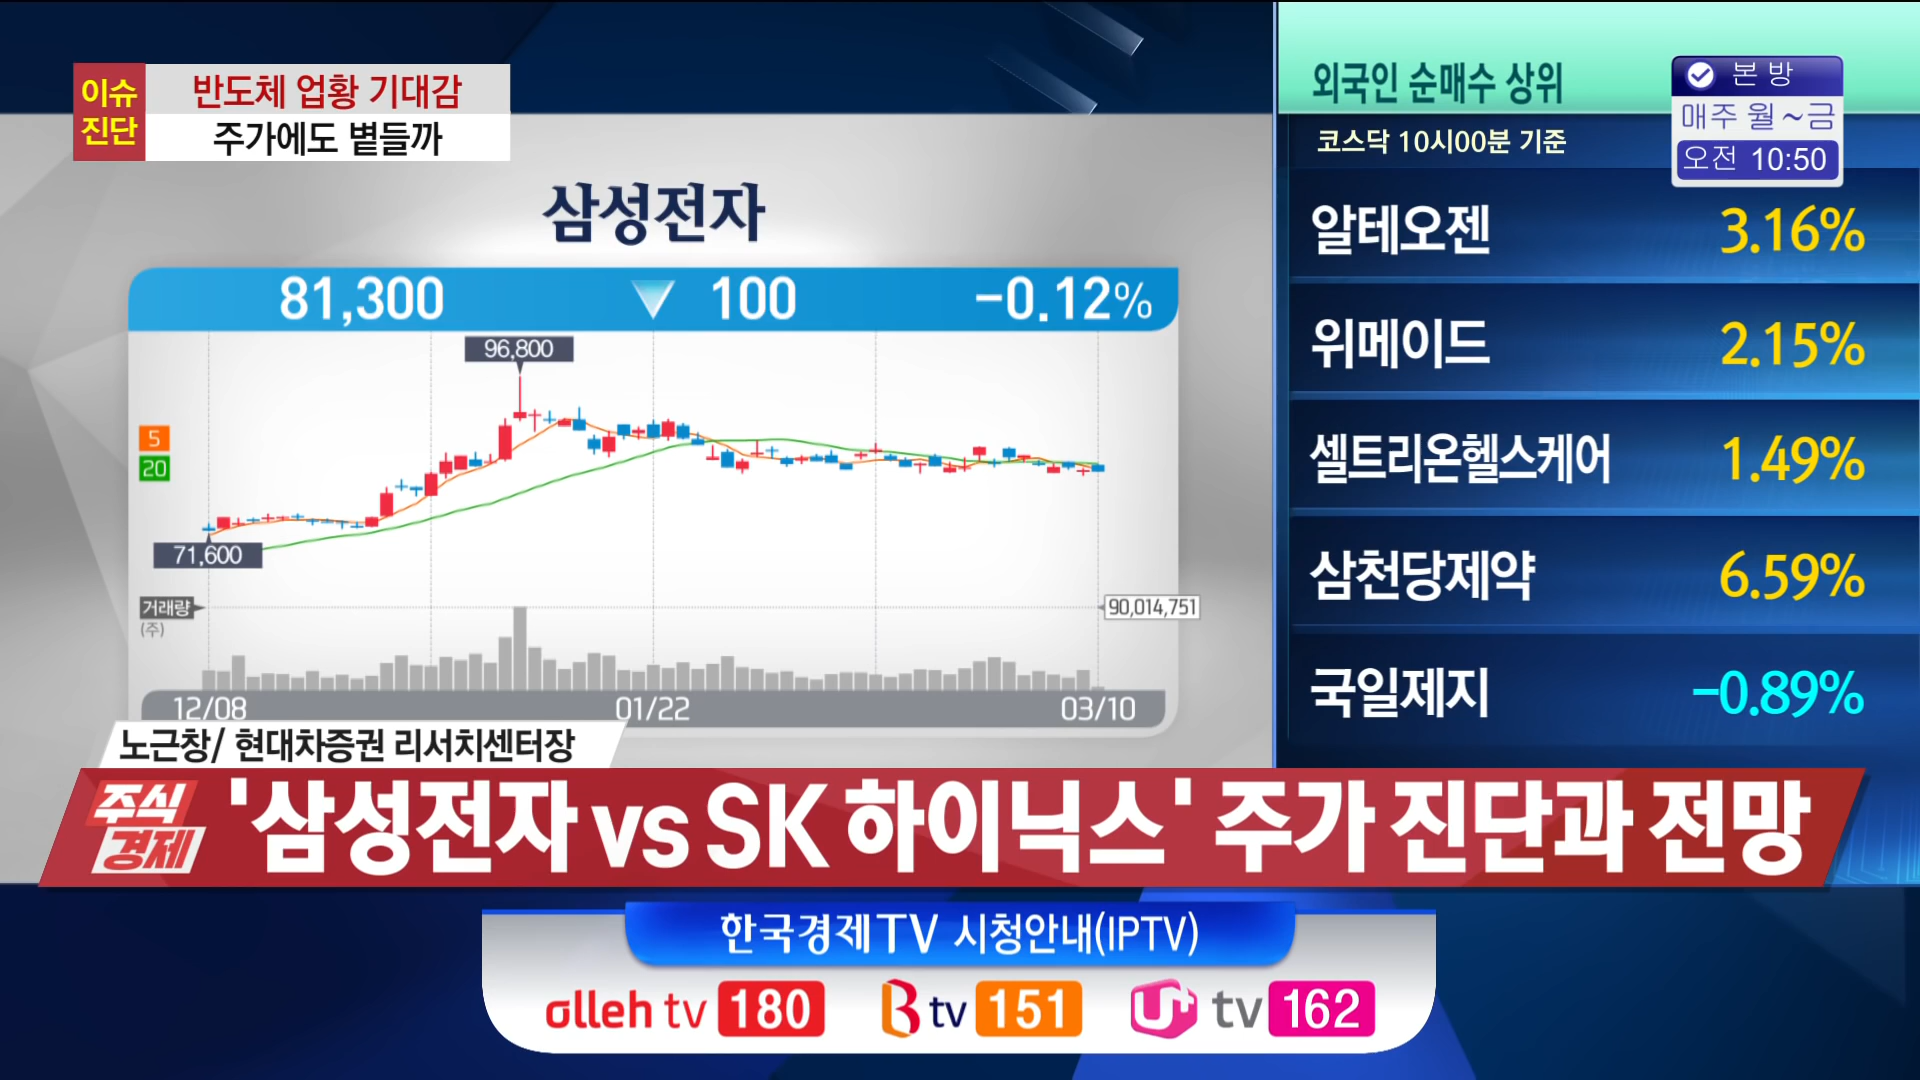 이슈
진단
반도체 업황 기대감
주가에도 볕들까
삼성전자
81,300 ▼ 100 -0.12%
96,800
5
20
71,600
거래량
(주)
90,014,751
12/08 01/22 03/10
외국인 순매수 상위
코스닥 10시00분 기준
본 방
매주 월~금
오전 10:50
알테오젠 3.16%
위메이드 2.15%
셀트리온헬스케어 1.49%
삼천당제약 6.59%
국일제지 -0.89%
노근창/ 현대차증권 리서치센터장
주식
경제
'삼성전자 vs SK 하이닉스' 주가 진단과 전망
한국경제TV 시청안내(IPTV)
olleh tv 180 B tv 151 U+ tv 162